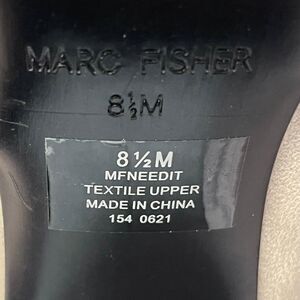 MARC FISHER
8½M
8½M
MFNEEDIT
TEXTILE UPPER
MADE IN CHINA
154 0621